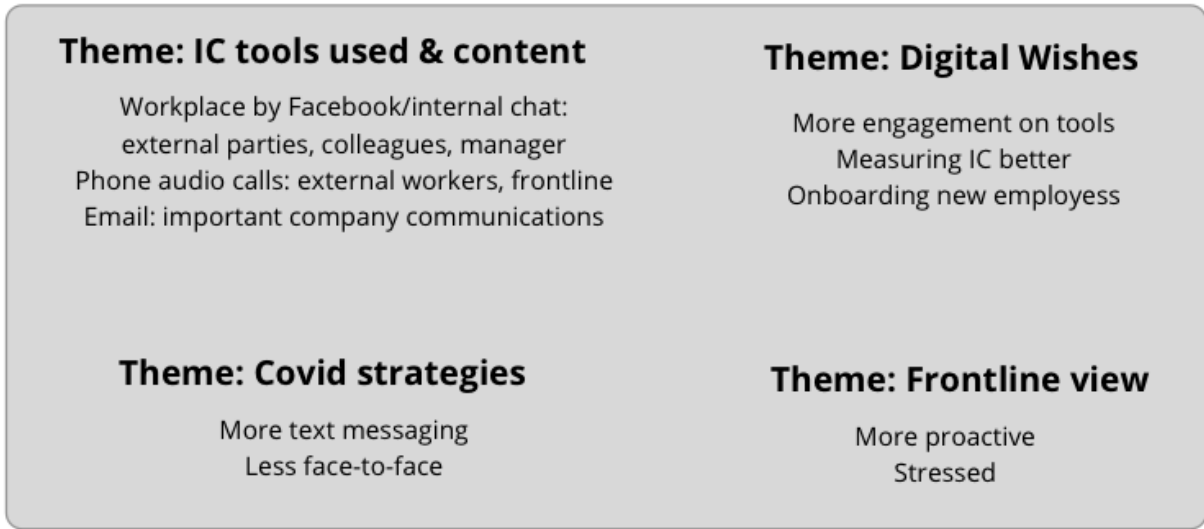 Theme: IC tools used & content
Workplace by Facebook/internal chat:
external parties, colleagues, manager
Phone audio calls: external workers, frontline
Email: important company communications
Theme: Digital Wishes
More engagement on tools
Measuring IC better
Onboarding new employess
Theme: Covid strategies
More text messaging
Less face-to-face
Theme: Frontline view
More proactive
Stressed